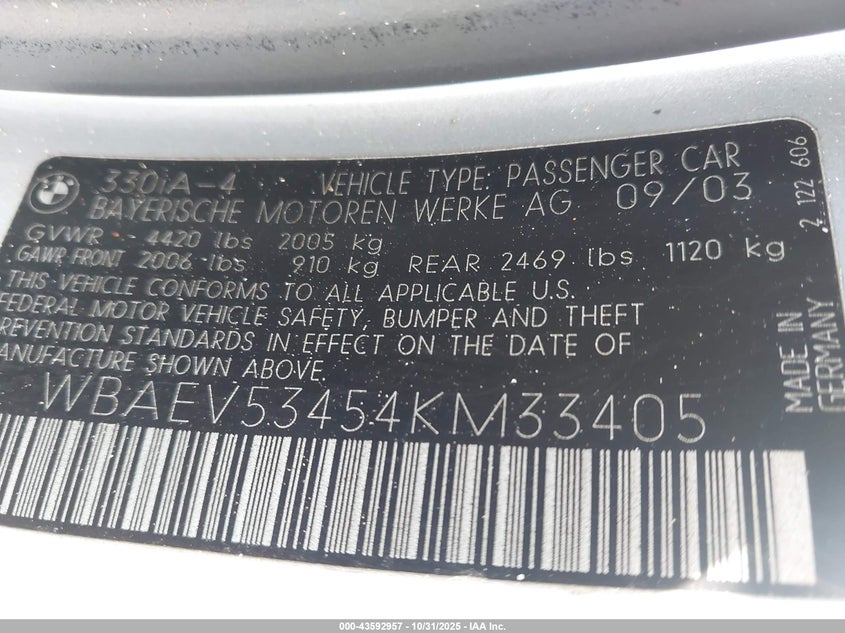 BMW
330iA-4 VEHICLE TYPE: PASSENGER CAR
BAYERISCHE MOTOREN WERKE AG 09/03
GVWR 4420 lbs 2005 kg
GAWR FRONT 2006 lbs 910 kg REAR 2469 lbs 1120 kg
THIS VEHICLE CONFORMS TO ALL APPLICABLE U.S.
FEDERAL MOTOR VEHICLE SAFETY, BUMPER AND THEFT
PREVENTION STANDARDS IN EFFECT ON THE DATE OF
MANUFACTURE SHOWN ABOVE.
WBAEV53454KM33405
2 122 606
MADE IN
GERMANY
000-43592957 - 10/31/2025 - IAA Inc.